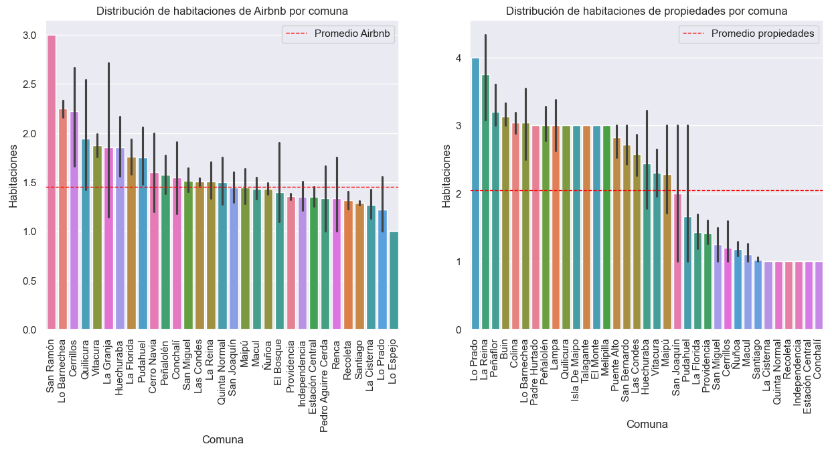 Distribución de habitaciones de Airbnb por comuna
Promedio Airbnb
3.0
2.5
2.0
1.5
1.0
0.5
0.0
Habitaciones
San Ramón
Lo Barnechea
Cerrillos
Quilicura
Vitacura
La Granja
Huechuraba
La Florida
Pudahuel
Cerro Navia
Peñalolén
Conchalí
San Miguel
Las Condes
La Reina
Quinta Normal
San Joaquín
Maipú
Macul
Ñuñoa
El Bosque
Providencia
Independencia
Estación Central
Pedro Aguirre Cerda
Renca
Recoleta
Santiago
La Cisterna
Lo Prado
Lo Espejo
Comuna
Distribución de habitaciones de propiedades por comuna
Promedio propiedades
4
3
2
1
0
Habitaciones
Lo Prado
La Reina
Peñaflor
Buin
Colina
Lo Barnechea
Padre Hurtado
Peñalolén
Lampa
Quilicura
Isla De Maipo
Talagante
El Monte
Melipilla
Puente Alto
San Bernardo
Las Condes
Huechuraba
Vitacura
Maipú
San Joaquín
Pudahuel
La Florida
Providencia
San Miguel
Cerrillos
Ñuñoa
Macul
Santiago
La Cisterna
Quinta Normal
Recoleta
Independencia
Estación Central
Conchalí
Comuna